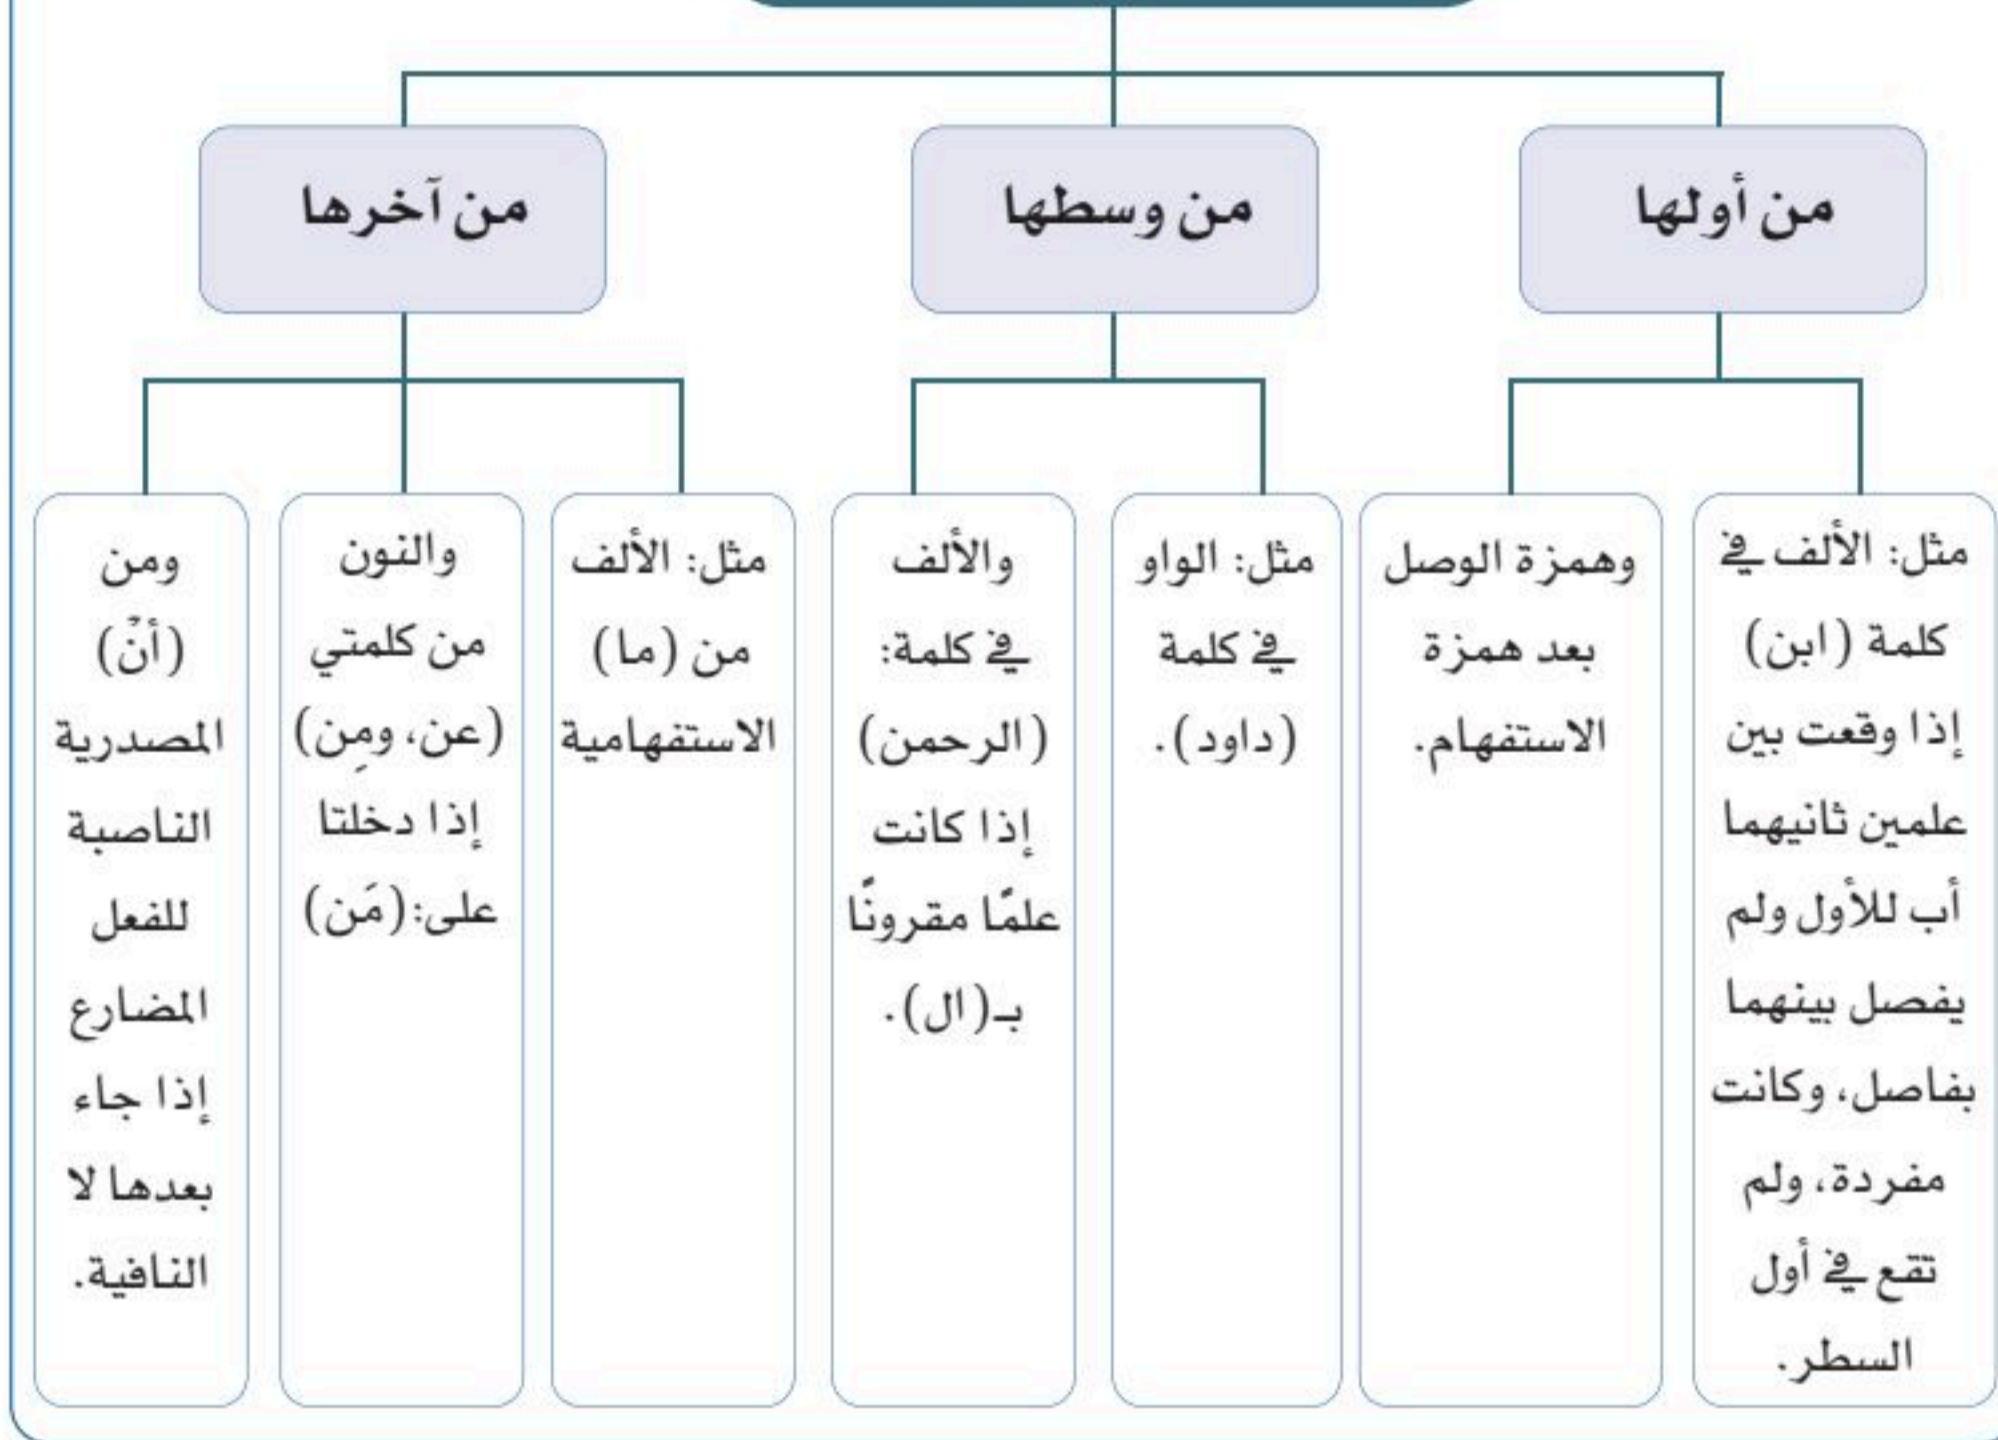 من أولها
من وسطها
من آخرها
مثل: الألف في
كلمة (ابن)
إذا وقعت بين
علمين ثانيهما
أب للأول ولم
يفصل بينهما
بفاصل، وكانت
مفردة، ولم
تقع في أول
السطر.
وهمزة الوصل
بعد همزة
الاستفهام.
مثل: الواو
في كلمة
(داود).
والألف
في كلمة:
(الرحمن)
إذا كانت
علمًا مقرونًا
بـ(ال).
مثل: الألف
من (ما)
الاستفهامية
والنون
من كلمتي
(عن، ومِن)
إذا دخلتا
على: (مَن)
ومن
(أنْ)
المصدرية
الناصبة
للفعل
المضارع
إذا جاء
بعدها لا
النافية.